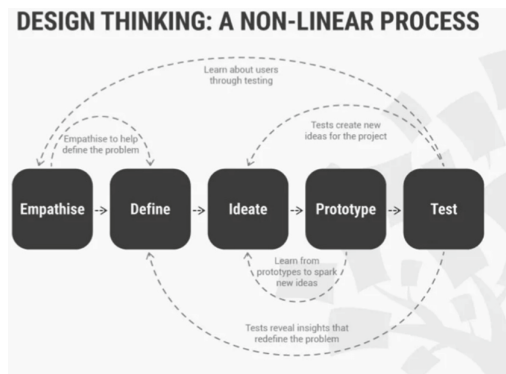 DESIGN THINKING: A NON-LINEAR PROCESS
Learn about users
through testing
Tests create new
ideas for the project
Empathise to help
define the problem
Empathise
Define
Ideate
Prototype
Test
Learn from
prototypes to spark
new ideas
Tests reveal insights that
redefine the problem